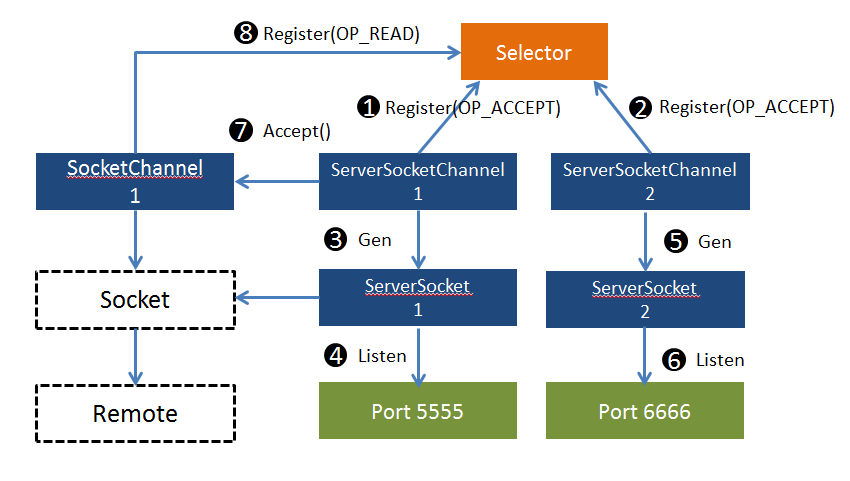 ❽ Register(OP_READ)
Selector
❶ Register(OP_ACCEPT)
❷ Register(OP_ACCEPT)
❼ Accept()
SocketChannel
1
ServerSocketChannel
1
ServerSocketChannel
2
❸ Gen
❺ Gen
Socket
ServerSocket
1
ServerSocket
2
❹ Listen
❻ Listen
Remote
Port 5555
Port 6666